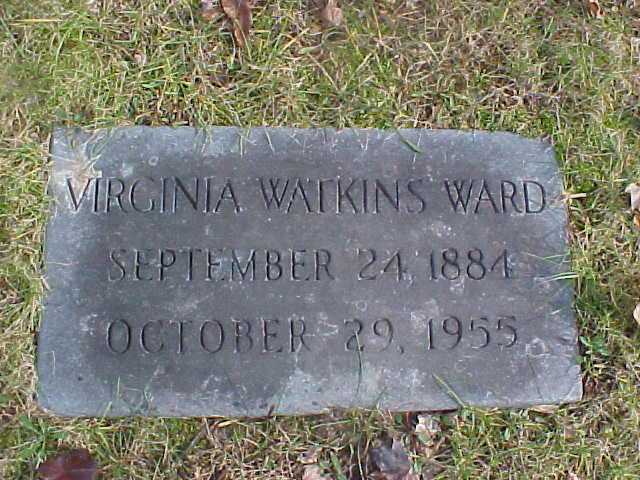 VIRGINIA WATKINS WARD
SEPTEMBER 24, 1884
OCTOBER 29, 1955